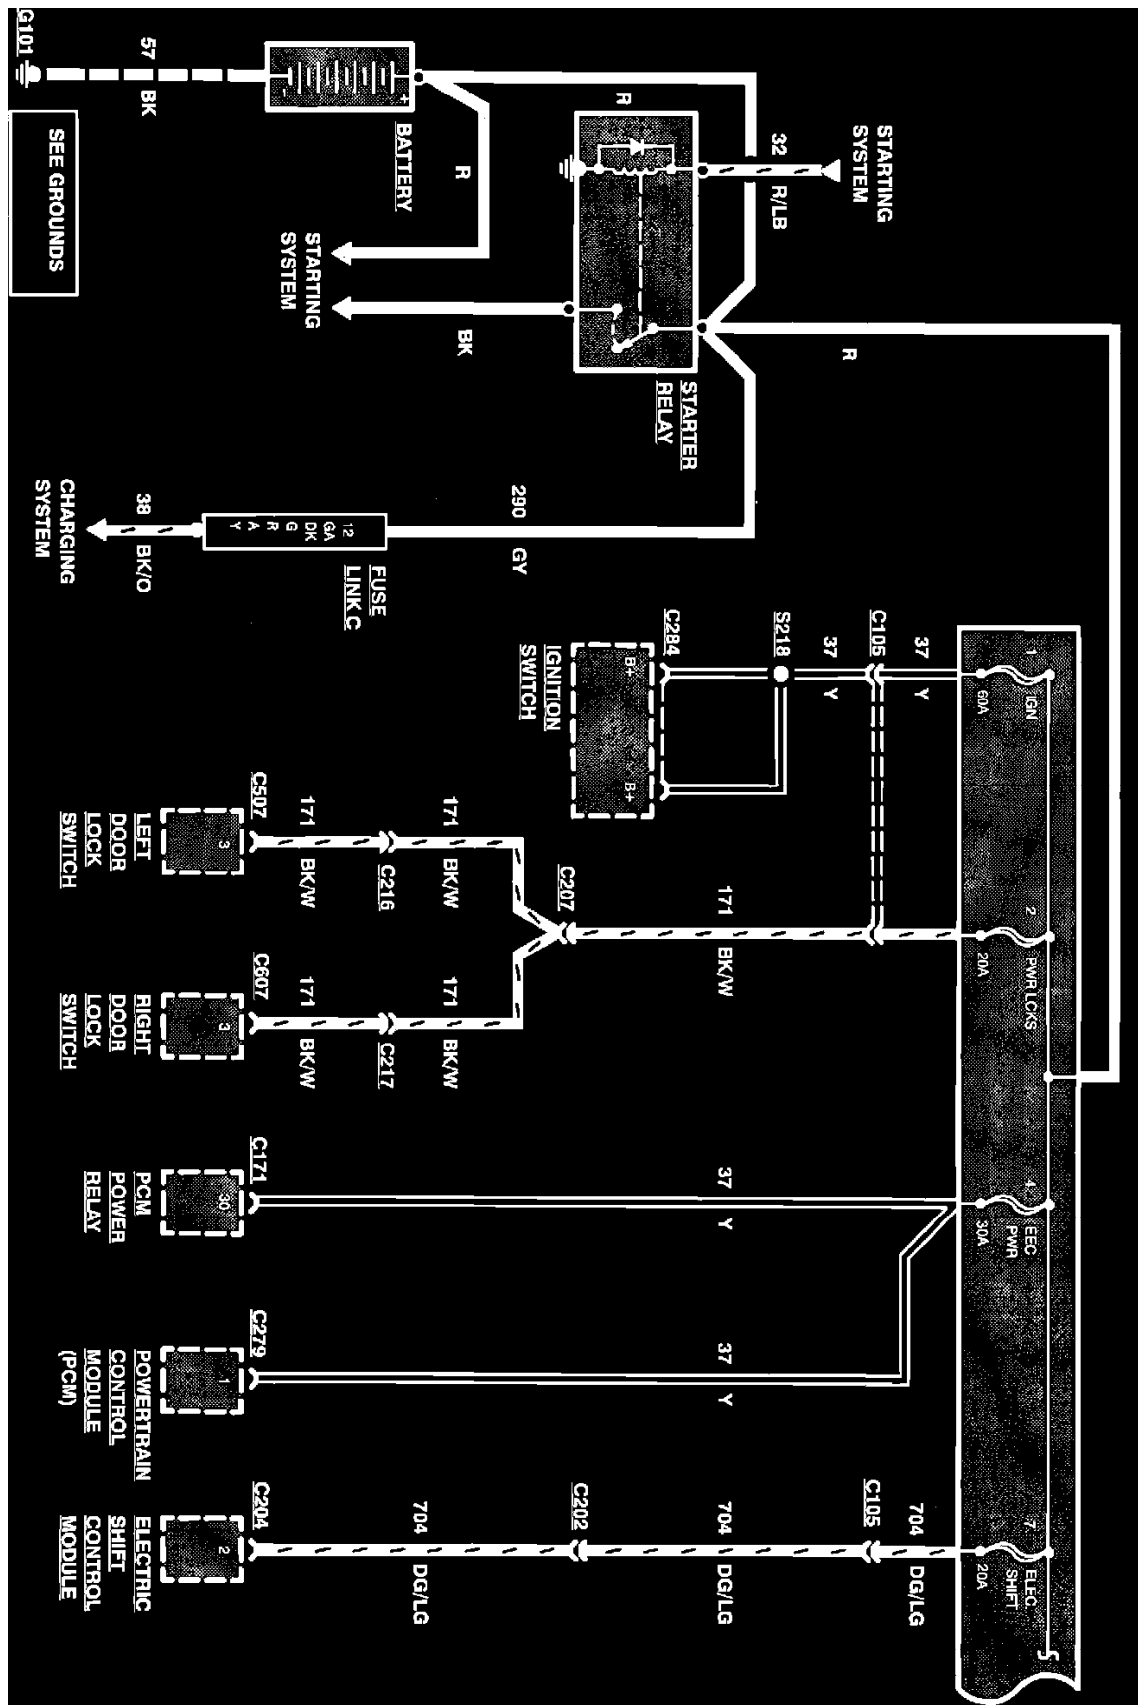 G101
57
BK
SEE GROUNDS
+
-
BATTERY
R
R
STARTING
SYSTEM
32
R/LB
STARTING
SYSTEM
BK
STARTER
RELAY
R
290
GY
12
GA
DK
G
R
A
Y
FUSE
LINK C
38
BK/O
CHARGING
SYSTEM
1
IGN
60A
37
Y
C105
37
Y
S218
C284
B+
B+
IGNITION
SWITCH
2
PWR LCKS
20A
171
BK/W
C207
171
BK/W
C216
171
BK/W
C507
3
LEFT
DOOR
LOCK
SWITCH
171
BK/W
C217
171
BK/W
C607
3
RIGHT
DOOR
LOCK
SWITCH
4
EEC
PWR
30A
37
Y
C171
30
PCM
POWER
RELAY
37
Y
C279
1
POWERTRAIN
CONTROL
MODULE
(PCM)
7
ELEC.
SHIFT
20A
704
DG/LG
C105
704
DG/LG
C202
704
DG/LG
C204
2
ELECTRIC
SHIFT
CONTROL
MODULE